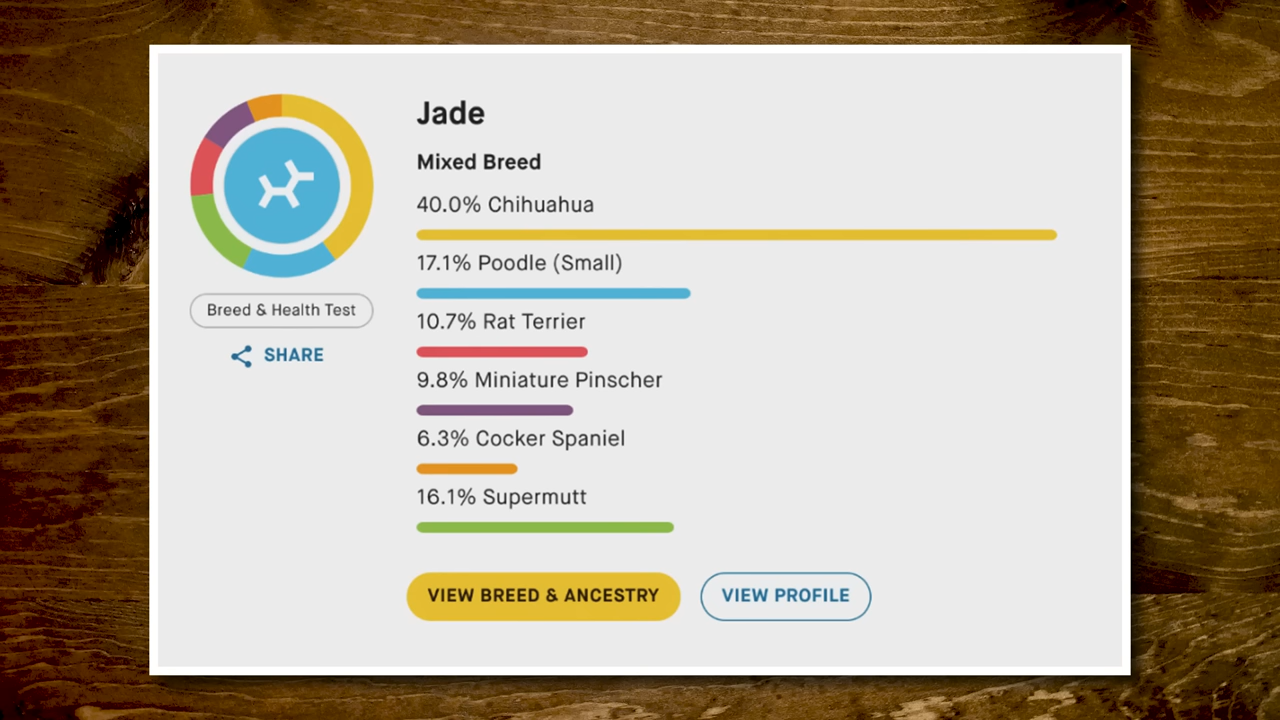 Jade
Mixed Breed
40.0% Chihuahua
17.1% Poodle (Small)
10.7% Rat Terrier
9.8% Miniature Pinscher
6.3% Cocker Spaniel
16.1% Supermutt
Breed & Health Test
SHARE
VIEW BREED & ANCESTRY
VIEW PROFILE